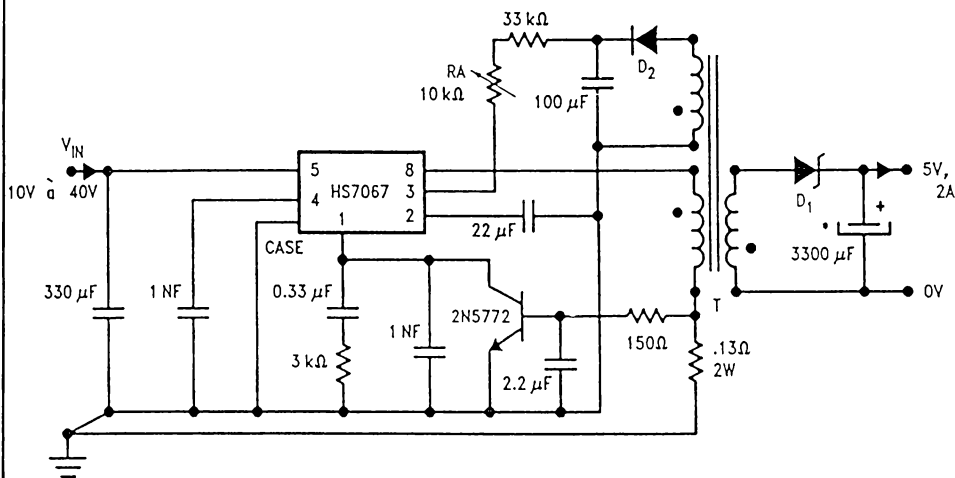 33 kΩ
D2
RA
10 kΩ
100 μF
VIN
10V à 40V
5
8
HS7067
4
3
1
2
CASE
22 μF
D1
5V,
2A
+
3300 μF
330 μF
1 NF
0.33 μF
1 NF
2N5772
T
0V
150Ω
.13Ω
2W
3 kΩ
2.2 μF